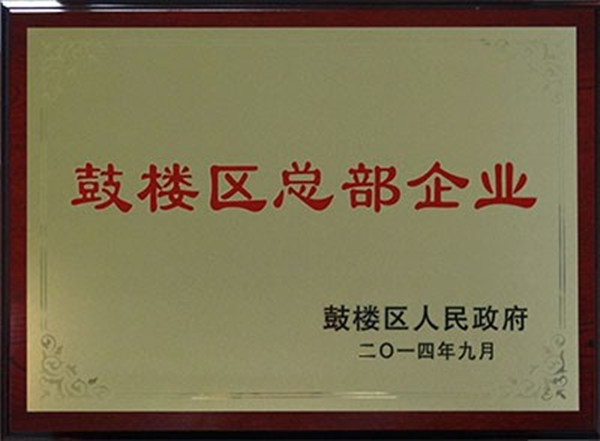 鼓楼区总部企业
鼓楼区人民政府
二〇一四年九月